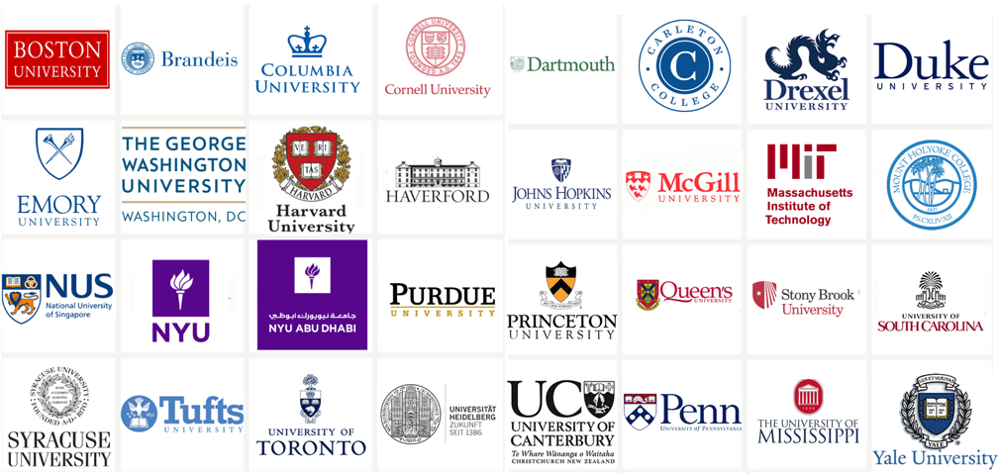 BOSTON
UNIVERSITY
Brandeis
COLUMBIA
UNIVERSITY
CORNELL UNIVERSITY
FOUNDED A.D. 1865
Cornell University
Dartmouth
CARLETON
C
COLLEGE
Drexel
UNIVERSITY
Duke
UNIVERSITY
EMORY
UNIVERSITY
THE GEORGE
WASHINGTON
UNIVERSITY
WASHINGTON, DC
VE RI
TAS
HARVARD
Harvard
University
HAVERFORD
JOHNS HOPKINS
UNIVERSITY
McGill
UNIVERSITY
MIT
Massachusetts
Institute of
Technology
MOUNT HOLYOKE COLLEGE
1837
PS.CXLIV.XII
NUS
National University
of Singapore
NYU
جامعة نيويورك أبوظبي
NYU ABU DHABI
PURDUE
UNIVERSITY
PRINCETON
UNIVERSITY
Queen's
UNIVERSITY
Stony Brook
University
UNIVERSITY OF
SOUTH CAROLINA
SYRACUSE UNIVERSITY
FOUNDED A·D· 1870
SYRACUSE
UNIVERSITY
Tufts
UNIVERSITY
UNIVERSITY OF
TORONTO
UNIVERSITÄT
HEIDELBERG
ZUKUNFT
SEIT 1386
UC
UNIVERSITY OF
CANTERBURY
Te Whare Wānanga o Waitaha
CHRISTCHURCH NEW ZEALAND
Penn
University of Pennsylvania
1848
THE UNIVERSITY OF
MISSISSIPPI
LUX ET VERITAS
YALE
Yale University